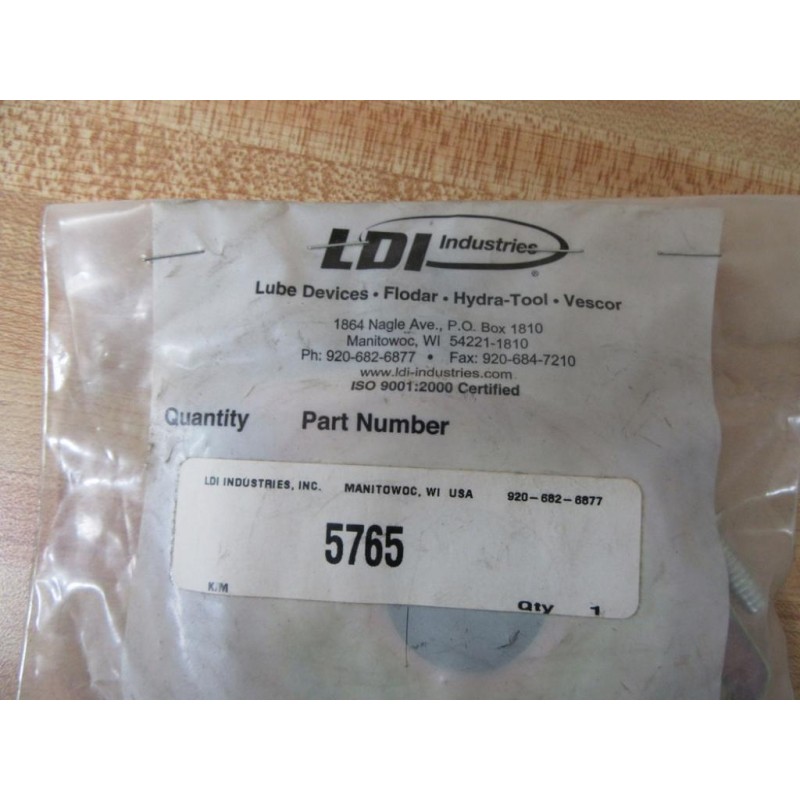 LDI Industries®
Lube Devices • Flodar • Hydra-Tool • Vescor
1864 Nagle Ave., P.O. Box 1810
Manitowoc, WI 54221-1810
Ph: 920-682-6877 • Fax: 920-684-7210
www.ldi-industries.com
ISO 9001:2000 Certified
Quantity Part Number
LDI INDUSTRIES, INC. MANITOWOC, WI USA 920-682-6877
5765
K/M
Qty 1